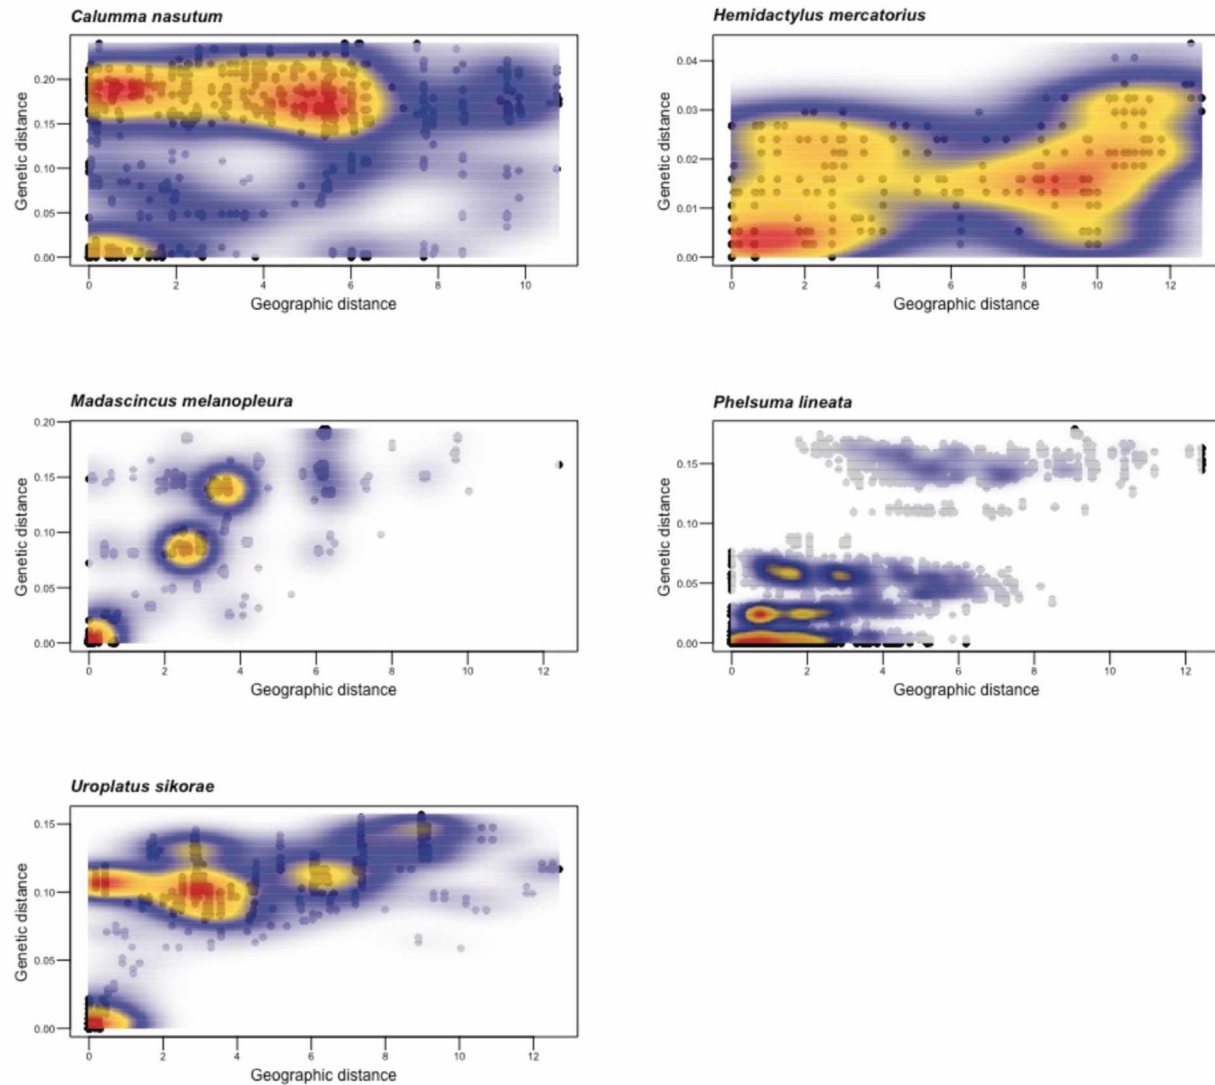 Calumma nasutum
Genetic distance
0.20
0.15
0.10
0.05
0.00
0 2 4 6 8 10
Geographic distance
Hemidactylus mercatorius
Genetic distance
0.04
0.03
0.02
0.01
0.00
0 2 4 6 8 10 12
Geographic distance
Madascincus melanopleura
Genetic distance
0.20
0.15
0.10
0.05
0.00
0 2 4 6 8 10 12
Geographic distance
Phelsuma lineata
Genetic distance
0.15
0.10
0.05
0.00
0 2 4 6 8 10 12
Geographic distance
Uroplatus sikorae
Genetic distance
0.15
0.10
0.05
0.00
0 2 4 6 8 10 12
Geographic distance